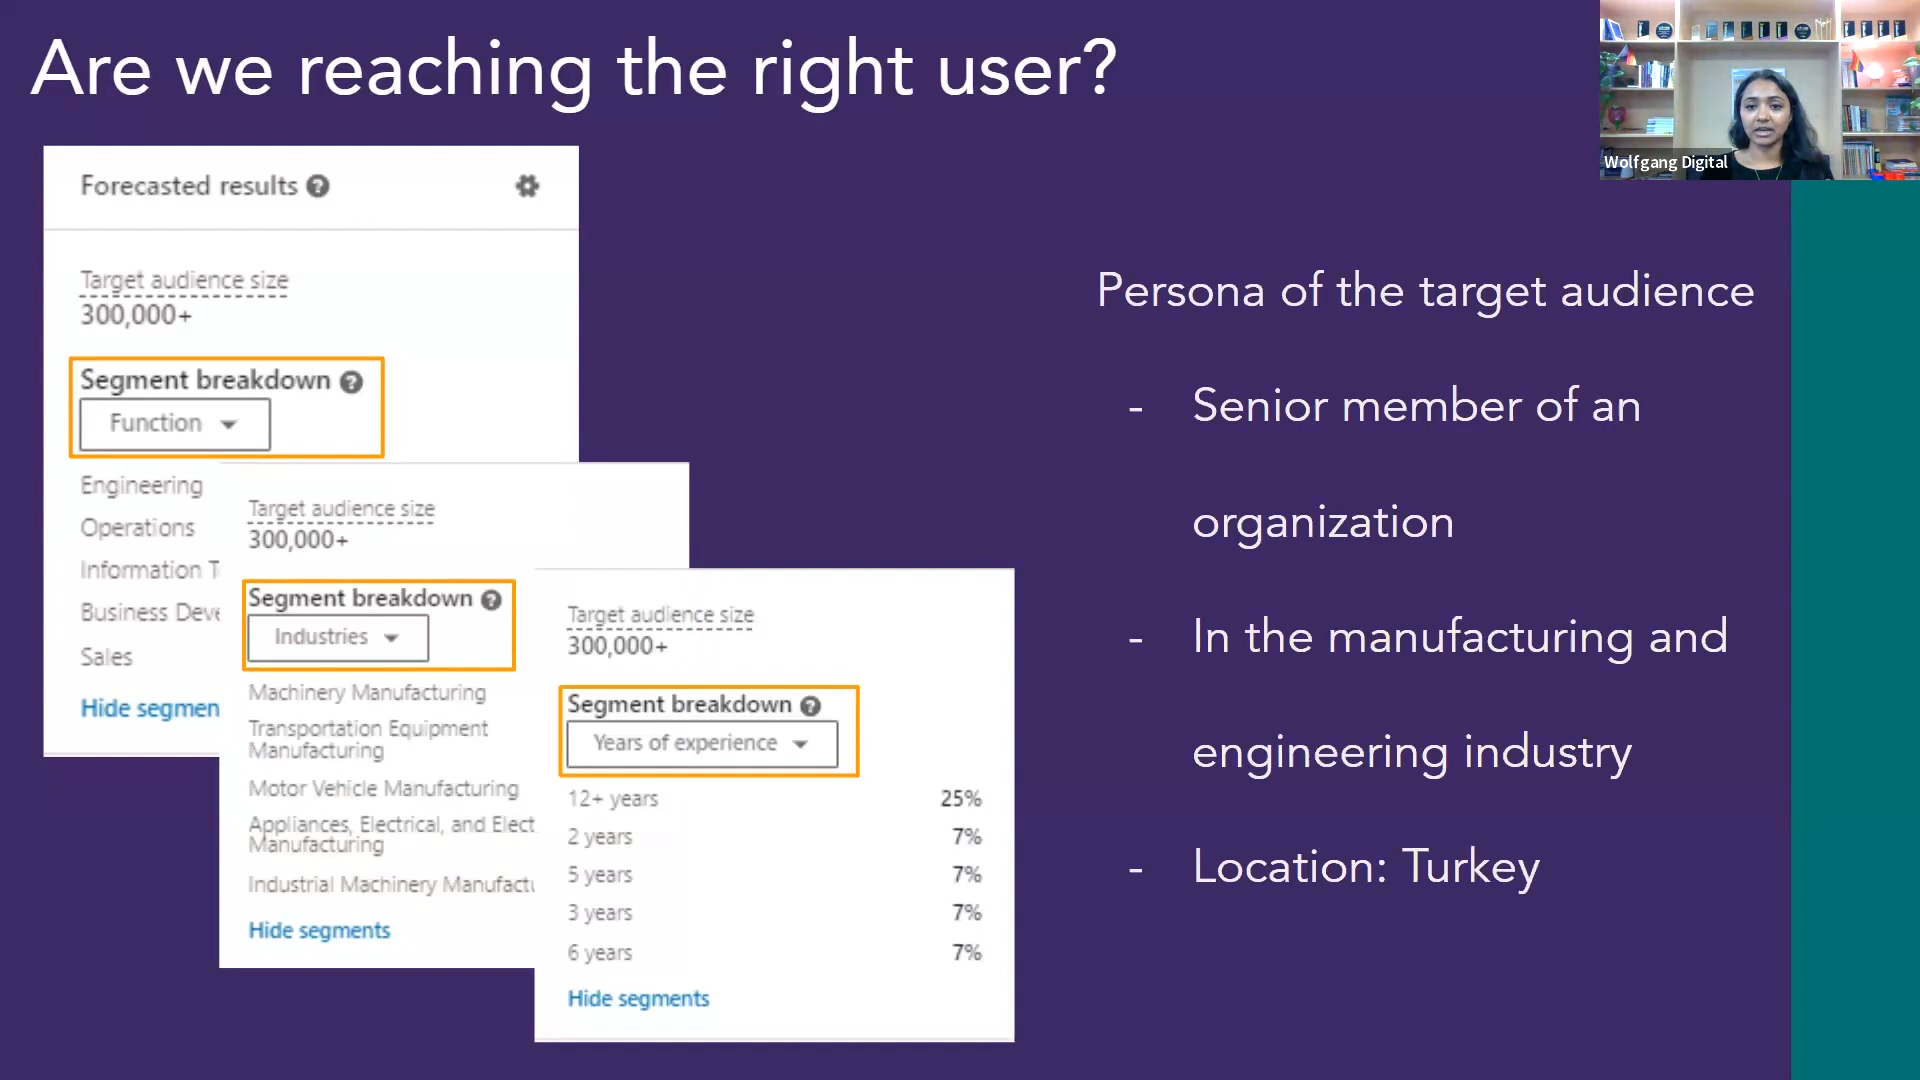 Are we reaching the right user?
Wolfgang Digital
Forecasted results
Target audience size
300,000+
Segment breakdown
Function
Engineering
Operations
Information
Business
Sales
Hide
Target audience size
300,000+
Segment breakdown
Industries
Machinery Manufacturing
Transportation Equipment
Manufacturing
Motor Vehicle Manufacturing
Appliances, Electrical, and
Manufacturing
Industrial Machinery
Hide segments
Target audience size
300,000+
Segment breakdown
Years of experience
12+ years 25%
2 years 7%
5 years 7%
3 years 7%
6 years 7%
Hide segments
Persona of the target audience
- Senior member of an
organization
- In the manufacturing and
engineering industry
- Location: Turkey